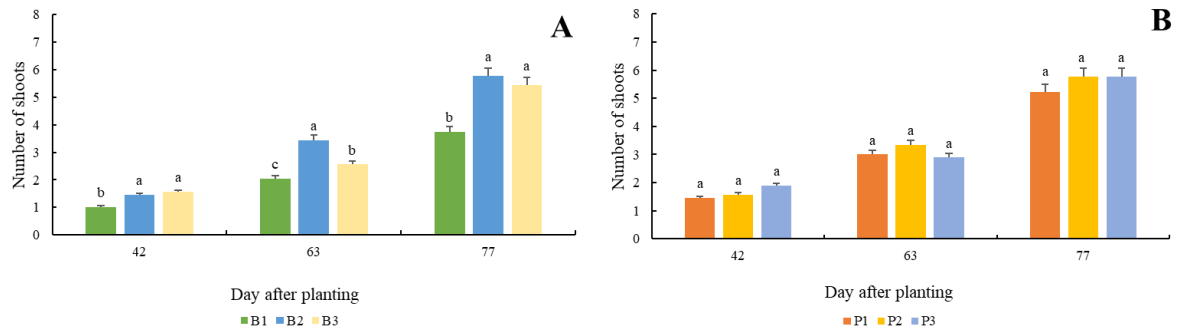 A
Number of shoots
8
7
6
5
4
3
2
1
0
b a a
c a b
b a a
42 63 77
Day after planting
B1 B2 B3
B
Number of shoots
8
7
6
5
4
3
2
1
0
a a a
a a a
a a a
42 63 77
Day after planting
P1 P2 P3